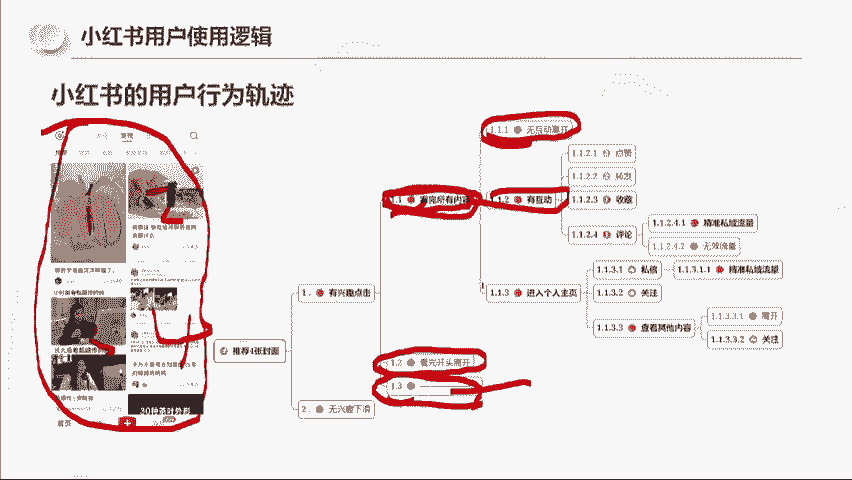 小红书用户使用逻辑
小红书的用户行为轨迹
推荐4张封面
1. 有兴趣点击
1.1 看完所有内容
1.1.1 无互动离开
1.1.2 有互动
1.1.2.1 点赞
1.1.2.2 转发
1.1.2.3 收藏
1.1.2.4 评论
1.1.2.4.1 精准私域流量
1.1.2.4.2 无效流量
1.1.3 进入个人主页
1.1.3.1 私信
1.1.3.1.1 精准私域流量
1.1.3.2 关注
1.1.3.3 查看其他内容
1.1.3.3.1 离开
1.1.3.3.2 关注
1.2 看完开头离开
1.3
2. 无兴趣下滑
30种茶叶外形
首页